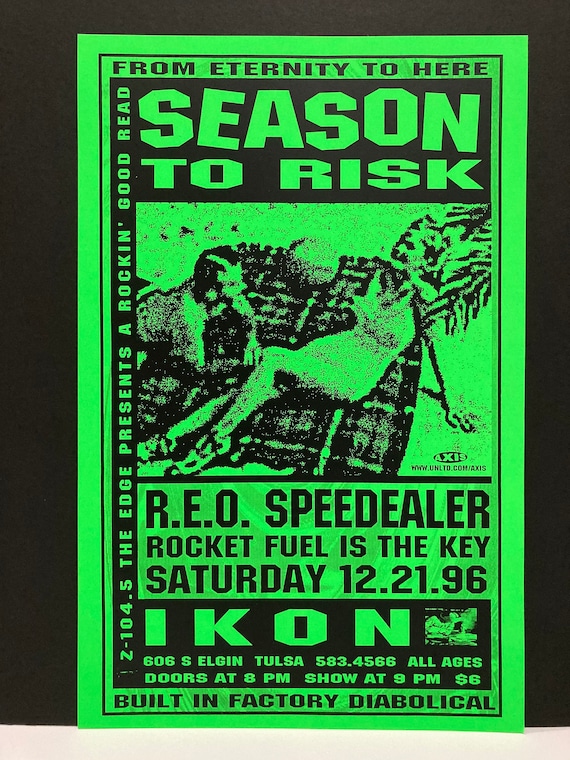 FROM ETERNITY TO HERE
Z-104.5 THE EDGE PRESENTS A ROCKIN' GOOD READ
SEASON
TO RISK
AXIS
WWW.UNLTD.COM/AXIS
R.E.O. SPEEDEALER
ROCKET FUEL IS THE KEY
SATURDAY 12.21.96
IKON
606 S ELGIN TULSA 583.4566 ALL AGES
DOORS AT 8 PM SHOW AT 9 PM $6
BUILT IN FACTORY DIABOLICAL